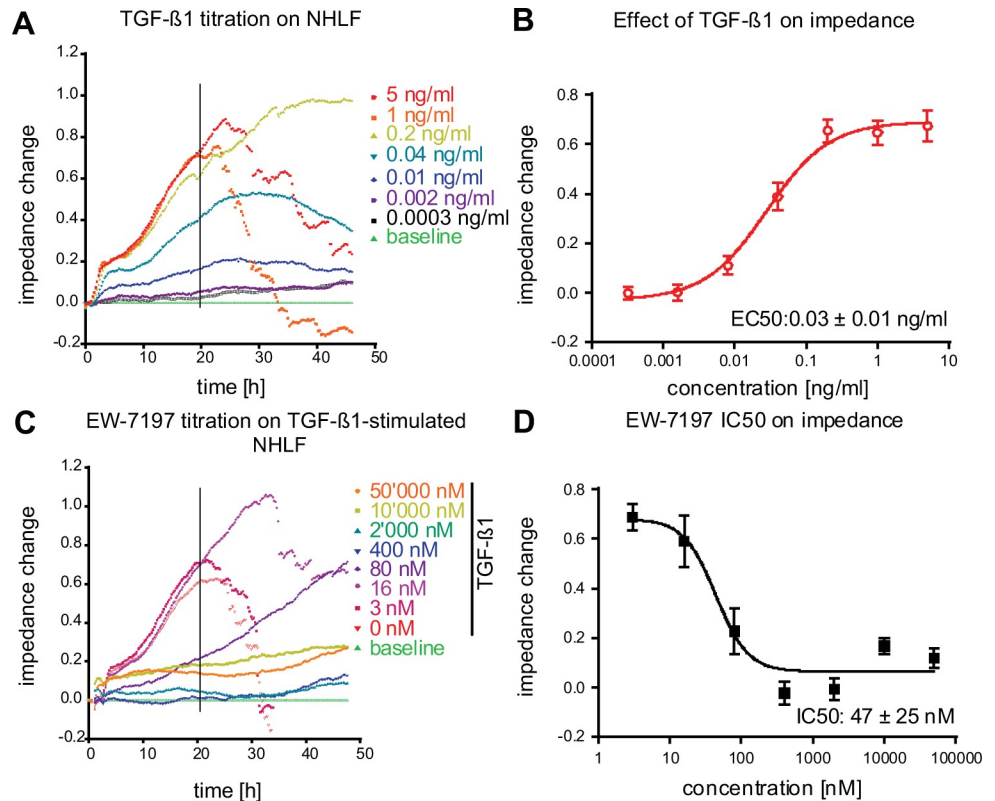 A
TGF-ß1 titration on NHLF
impedance change
1.2
1.0
0.8
0.6
0.4
0.2
0.0
-0.2
0
10
20
30
40
50
time [h]
5 ng/ml
1 ng/ml
0.2 ng/ml
0.04 ng/ml
0.01 ng/ml
0.002 ng/ml
0.0003 ng/ml
baseline
B
Effect of TGF-ß1 on impedance
impedance change
0.8
0.6
0.4
0.2
0.0
-0.2
EC50:0.03 ± 0.01 ng/ml
0.0001
0.001
0.01
0.1
1
10
concentration [ng/ml]
C
EW-7197 titration on TGF-ß1-stimulated
NHLF
impedance change
1.2
1.0
0.8
0.6
0.4
0.2
0.0
-0.2
0
10
20
30
40
50
time [h]
50'000 nM
10'000 nM
2'000 nM
400 nM
80 nM
16 nM
3 nM
0 nM
baseline
TGF-ß1
D
EW-7197 IC50 on impedance
impedance change
0.8
0.6
0.4
0.2
0.0
-0.2
IC50: 47 ± 25 nM
1
10
100
1000
10000
100000
concentration [nM]